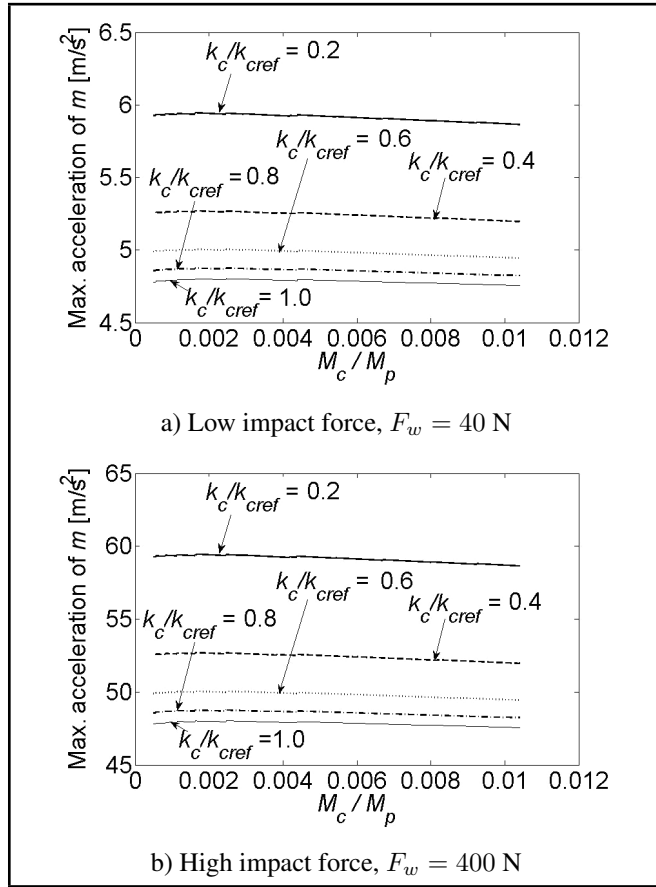 6.5
6
5.5
5
4.5
Max. acceleration of m [m/s²]
k_c/k_cref = 0.2
k_c/k_cref = 0.6
k_c/k_cref = 0.4
k_c/k_cref = 0.8
k_c/k_cref = 1.0
0 0.002 0.004 0.006 0.008 0.01 0.012
M_c / M_p
a) Low impact force, F_w = 40 N
65
60
55
50
45
Max. acceleration of m [m/s²]
k_c/k_cref = 0.2
k_c/k_cref = 0.6
k_c/k_cref = 0.4
k_c/k_cref = 0.8
k_c/k_cref =1.0
0 0.002 0.004 0.006 0.008 0.01 0.012
M_c / M_p
b) High impact force, F_w = 400 N